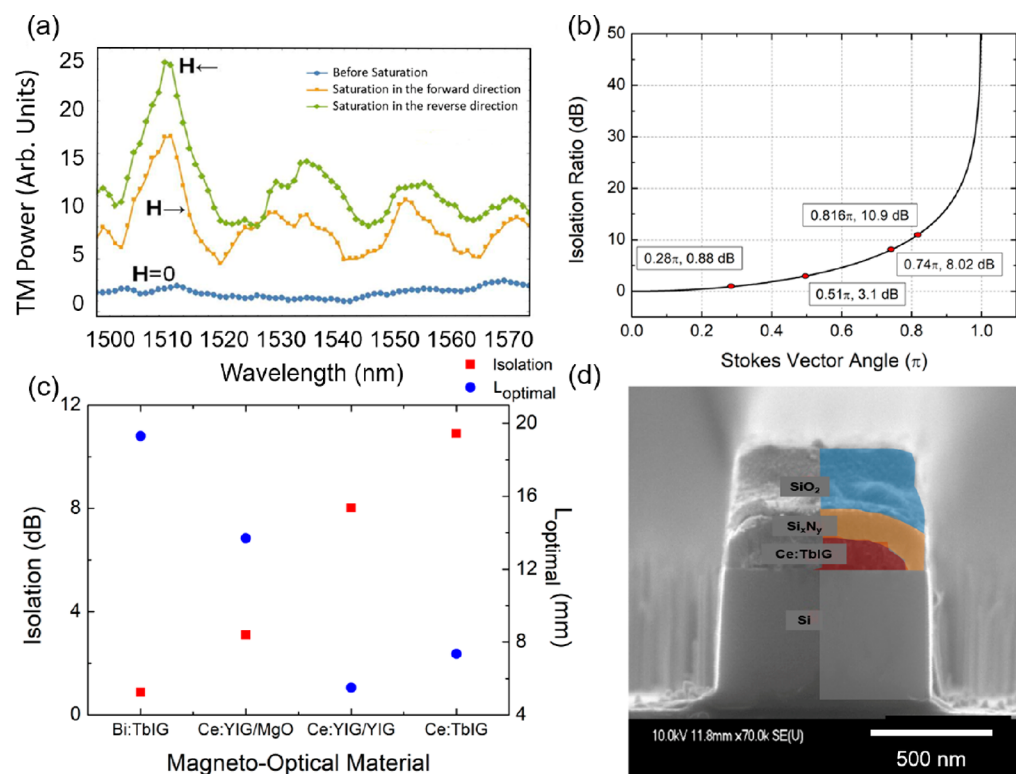 (a)
TM Power (Arb. Units)
25
20
15
10
5
0
H←
H→
H=0
Before Saturation
Saturation in the forward direction
Saturation in the reverse direction
1500 1510 1520 1530 1540 1550 1560 1570
Wavelength (nm)
(b)
Isolation Ratio (dB)
50
40
30
20
10
0
0.816π, 10.9 dB
0.28π, 0.88 dB
0.74π, 8.02 dB
0.51π, 3.1 dB
0.0 0.2 0.4 0.6 0.8 1.0
Stokes Vector Angle (π)
(c)
Isolation
Loptimal
Isolation (dB)
12
8
4
0
Loptimal (mm)
20
16
12
8
4
Bi:TbIG Ce:YIG/MgO Ce:YIG/YIG Ce:TbIG
Magneto-Optical Material
(d)
SiO₂
SiₓNᵧ
Ce:TbIG
Si
10.0kV 11.8mm x70.0k SE(U)
500 nm